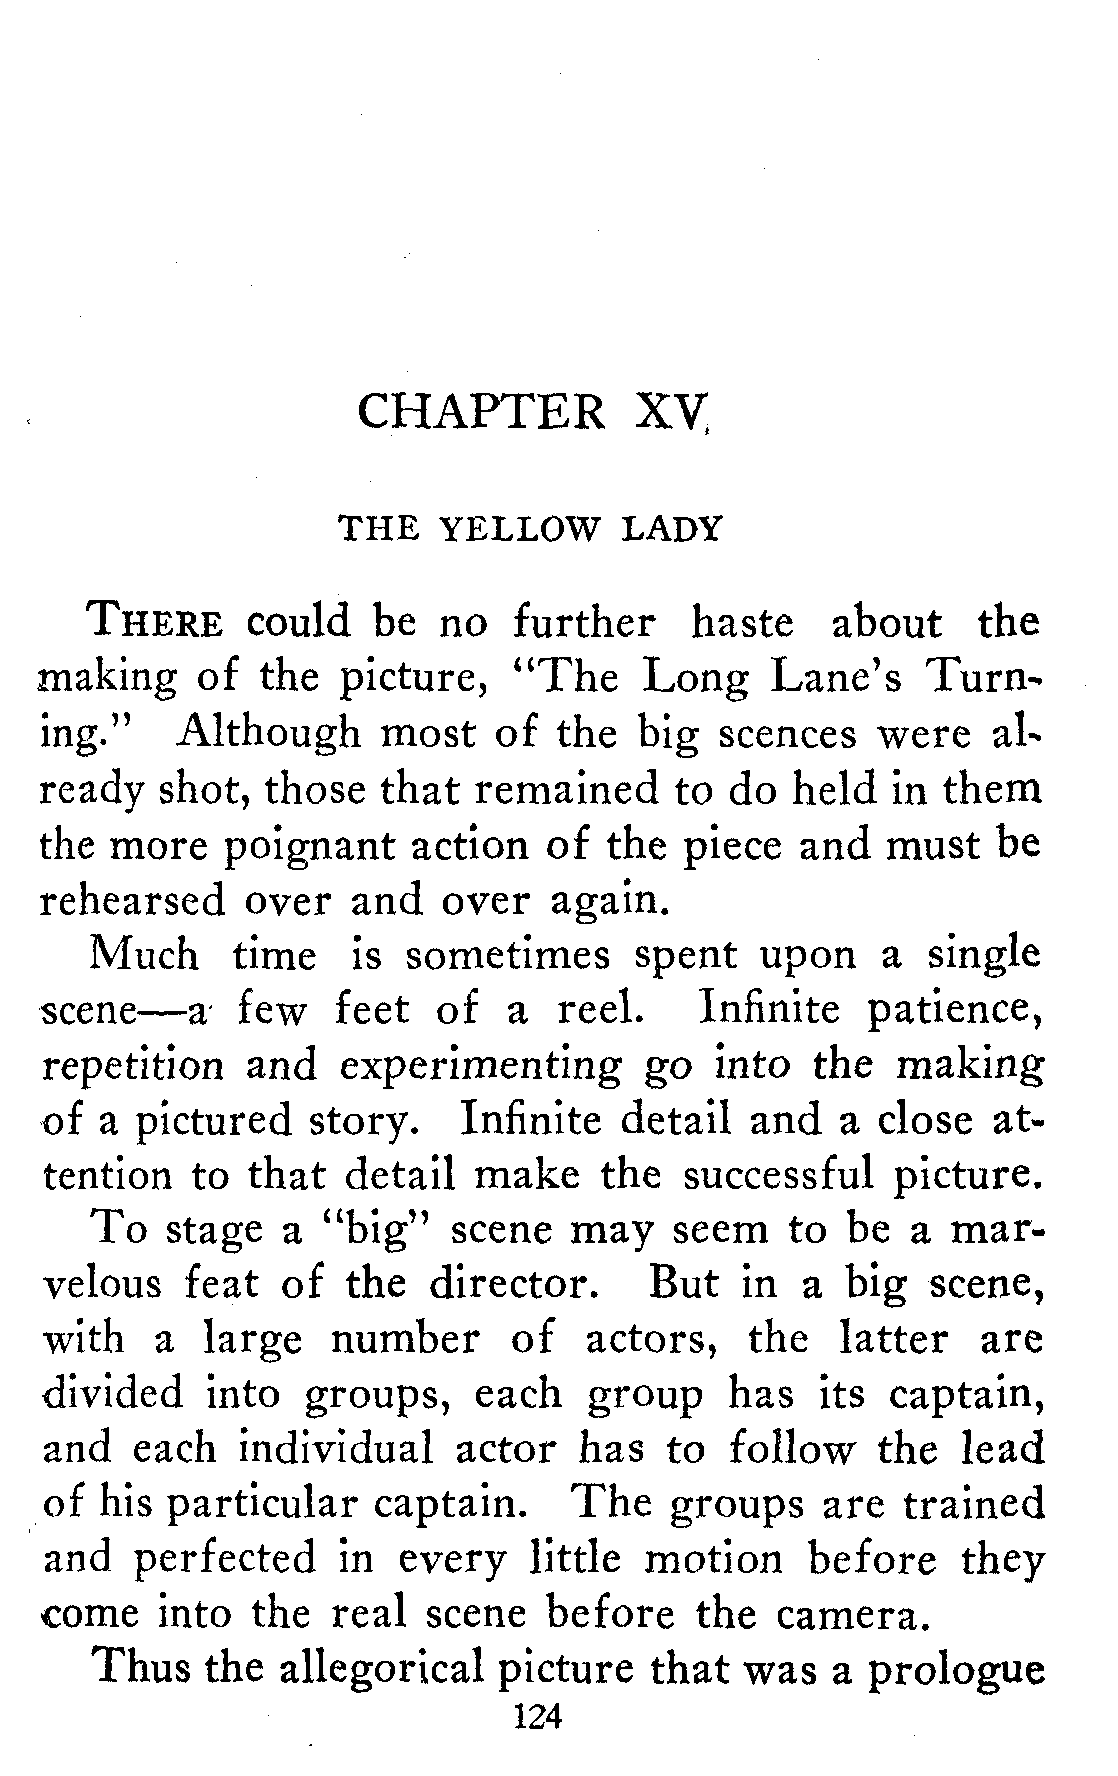 CHAPTER XV
THE YELLOW LADY
THERE could be no further haste about the
making of the picture, "The Long Lane's Turn-
ing." Although most of the big scences were al-
ready shot, those that remained to do held in them
the more poignant action of the piece and must be
rehearsed over and over again.
Much time is sometimes spent upon a single
scene—a few feet of a reel. Infinite patience,
repetition and experimenting go into the making
of a pictured story. Infinite detail and a close at-
tention to that detail make the successful picture.
To stage a "big" scene may seem to be a mar-
velous feat of the director. But in a big scene,
with a large number of actors, the latter are
divided into groups, each group has its captain,
and each individual actor has to follow the lead
of his particular captain. The groups are trained
and perfected in every little motion before they
come into the real scene before the camera.
Thus the allegorical picture that was a prologue
124